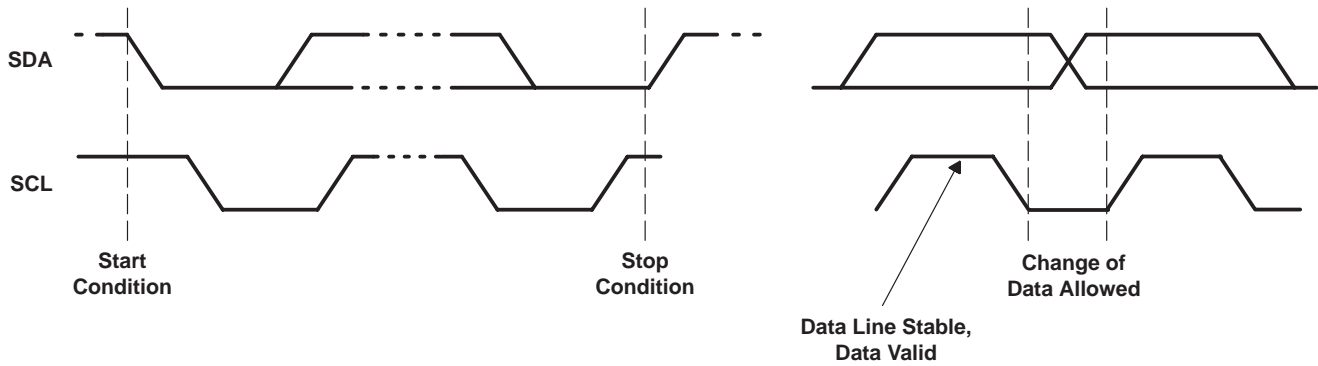 SDA
SCL
Start
Condition
Stop
Condition
Change of
Data Allowed
Data Line Stable,
Data Valid